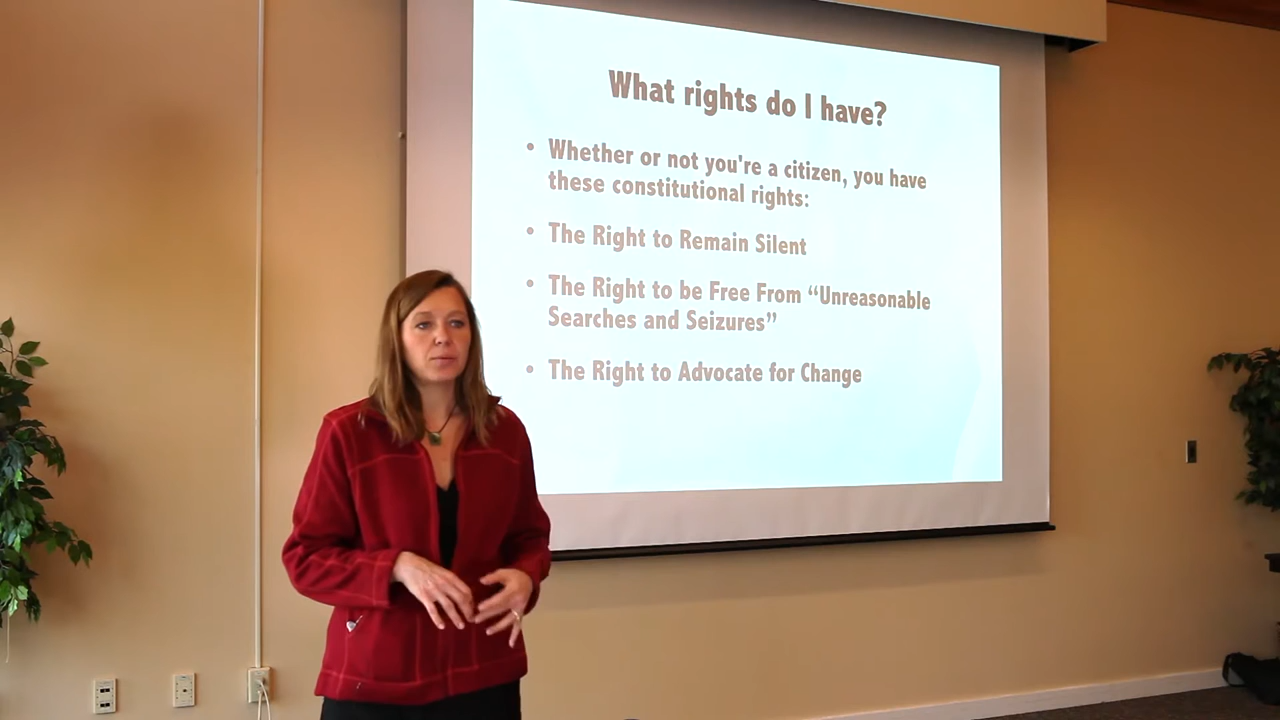 What rights do I have?
• Whether or not you're a citizen, you have
these constitutional rights:
• The Right to Remain Silent
• The Right to be Free From “Unreasonable
Searches and Seizures”
• The Right to Advocate for Change